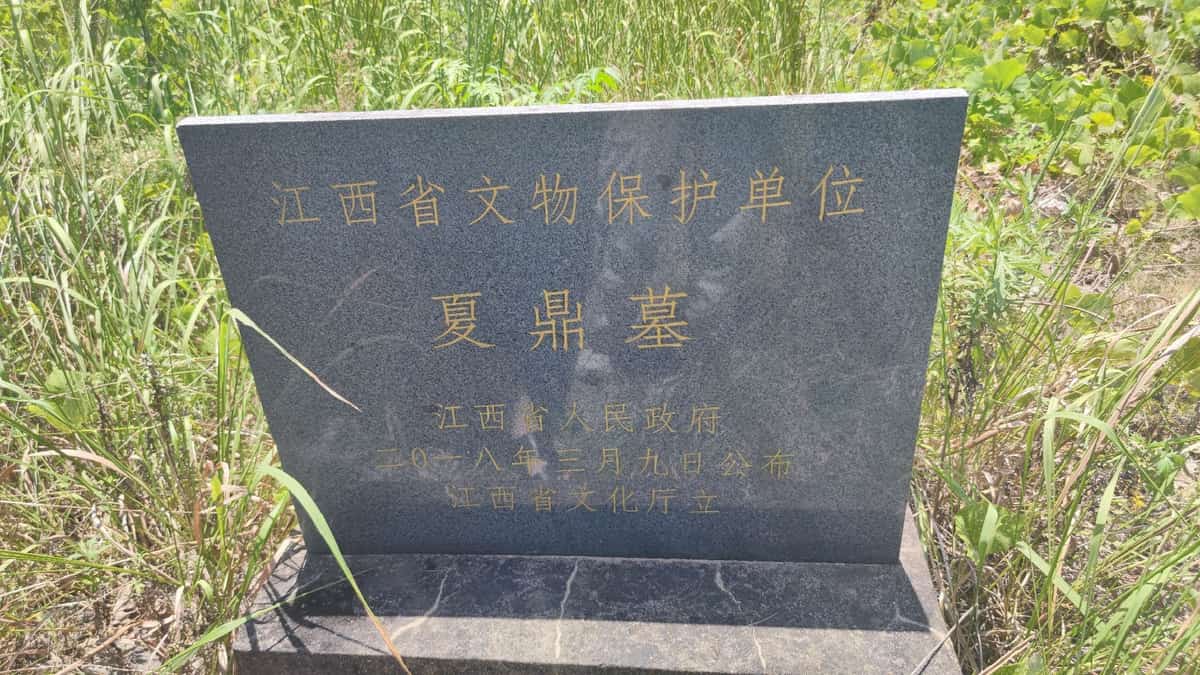 江西省文物保护单位
夏鼎墓
江西省人民政府
二0一八年三月九日公布
江西省文化厅立